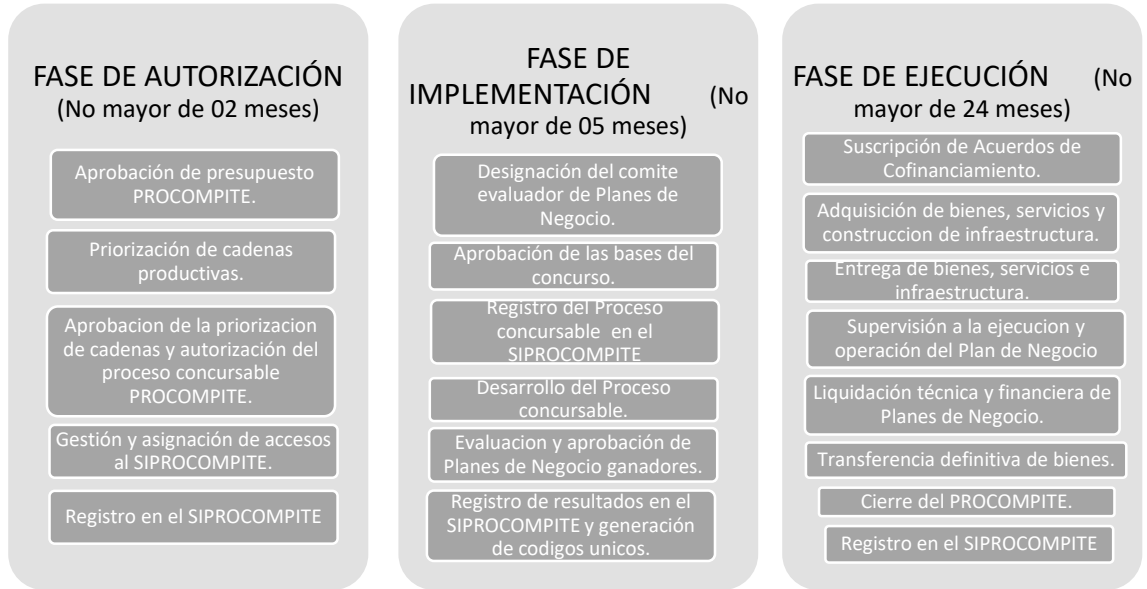 FASE DE AUTORIZACIÓN
(No mayor de 02 meses)
Aprobación de presupuesto
PROCOMPITE.
Priorización de cadenas
productivas.
Aprobacion de la priorizacion
de cadenas y autorización del
proceso concursable
PROCOMPITE.
Gestión y asignación de accesos
al SIPROCOMPITE.
Registro en el SIPROCOMPITE
FASE DE
IMPLEMENTACIÓN (No
mayor de 05 meses)
Designación del comite
evaluador de Planes de
Negocio.
Aprobación de las bases del
concurso.
Registro del Proceso
concursable en el
SIPROCOMPITE
Desarrollo del Proceso
concursable.
Evaluacion y aprobación de
Planes de Negocio ganadores.
Registro de resultados en el
SIPROCOMPITE y generación
de codigos unicos.
FASE DE EJECUCIÓN (No
mayor de 24 meses)
Suscripción de Acuerdos de
Cofinanciamiento.
Adquisición de bienes, servicios y
construccion de infraestructura.
Entrega de bienes, servicios e
infraestructura.
Supervisión a la ejecucion y
operación del Plan de Negocio
Liquidación técnica y financiera de
Planes de Negocio.
Transferencia definitiva de bienes.
Cierre del PROCOMPITE.
Registro en el SIPROCOMPITE